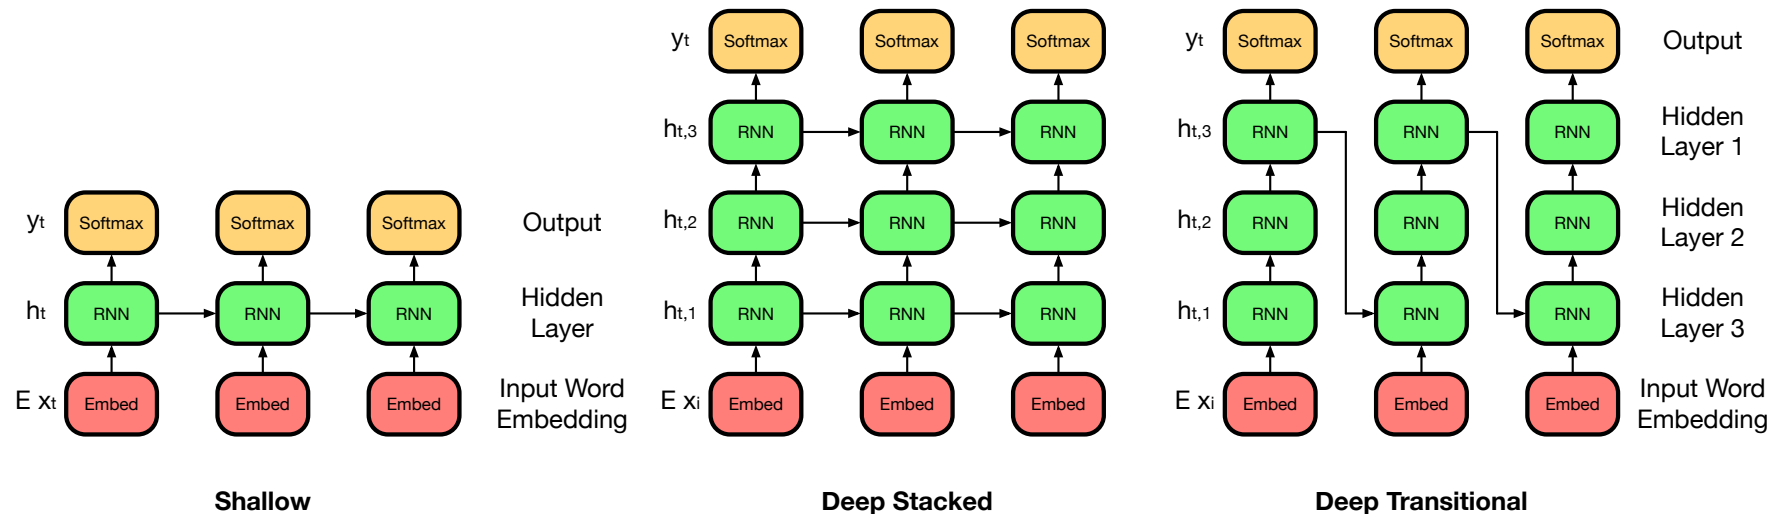 yt Softmax Softmax Softmax Output
ht RNN RNN RNN Hidden
Layer
E xt Embed Embed Embed Input Word
Embedding
Shallow
yt Softmax Softmax Softmax
ht,3 RNN RNN RNN
ht,2 RNN RNN RNN
ht,1 RNN RNN RNN
E xi Embed Embed Embed
Deep Stacked
yt Softmax Softmax Softmax Output
ht,3 RNN RNN RNN Hidden
Layer 1
ht,2 RNN RNN RNN Hidden
Layer 2
ht,1 RNN RNN RNN Hidden
Layer 3
E xi Embed Embed Embed Input Word
Embedding
Deep Transitional